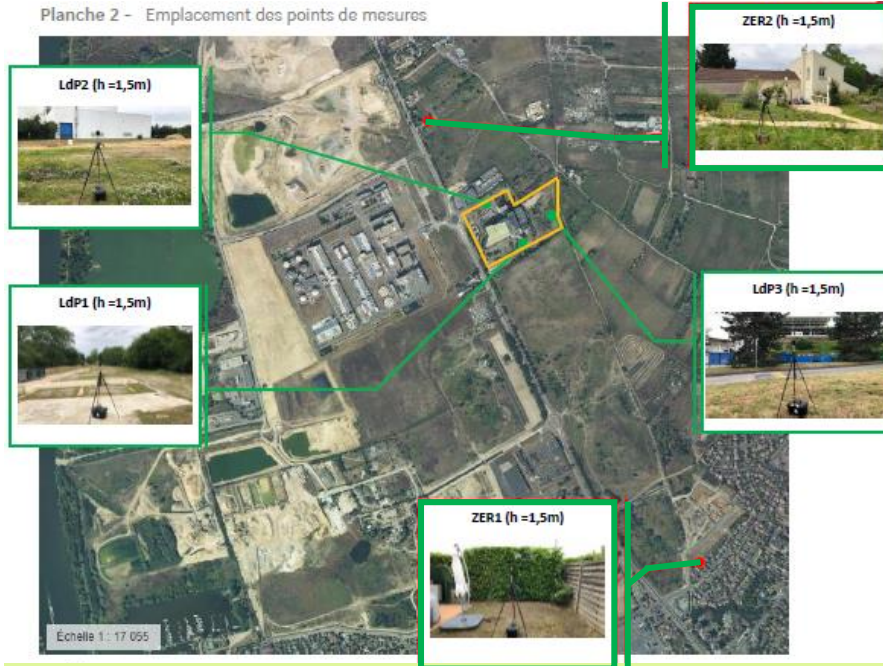 Planche 2 - Emplacement des points de mesures
ZER2 (h =1,5m)
LdP2 (h =1,5m)
LdP1 (h =1,5m)
LdP3 (h =1,5m)
ZER1 (h =1,5m)
Échelle 1 : 17 055